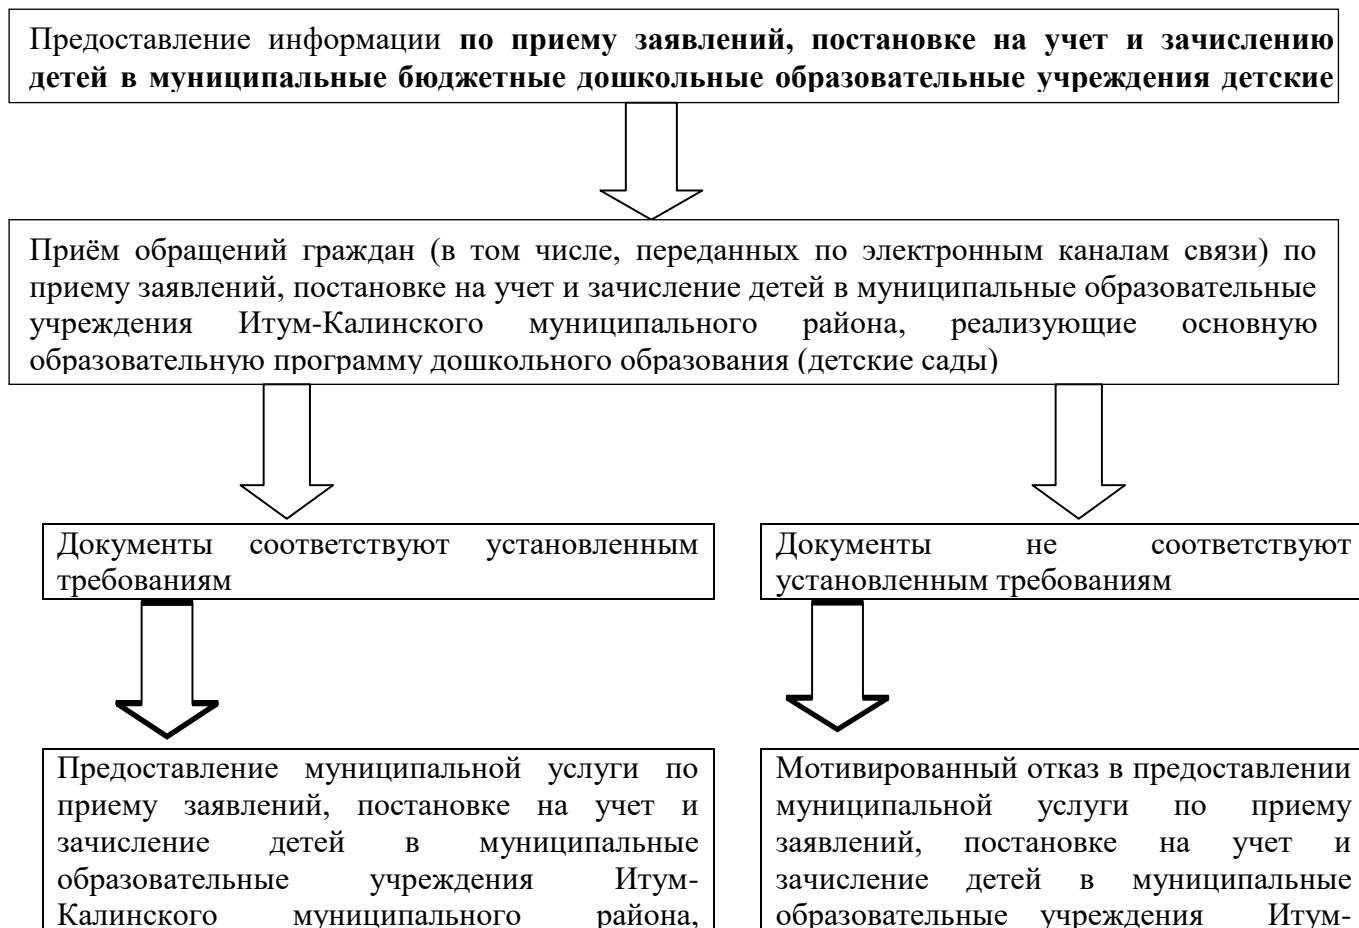 Предоставление информации по приему заявлений, постановке на учет и зачислению
детей в муниципальные бюджетные дошкольные образовательные учреждения детские
Приём обращений граждан (в том числе, переданных по электронным каналам связи) по
приему заявлений, постановке на учет и зачисление детей в муниципальные образовательные
учреждения Итум-Калинского муниципального района, реализующие основную
образовательную программу дошкольного образования (детские сады)
Документы соответствуют установленным
требованиям
Документы не соответствуют
установленным требованиям
Предоставление муниципальной услуги по
приему заявлений, постановке на учет и
зачисление детей в муниципальные
образовательные учреждения Итум-
Калинского муниципального района,
Мотивированный отказ в предоставлении
муниципальной услуги по приему
заявлений, постановке на учет и
зачисление детей в муниципальные
образовательные учреждения Итум-